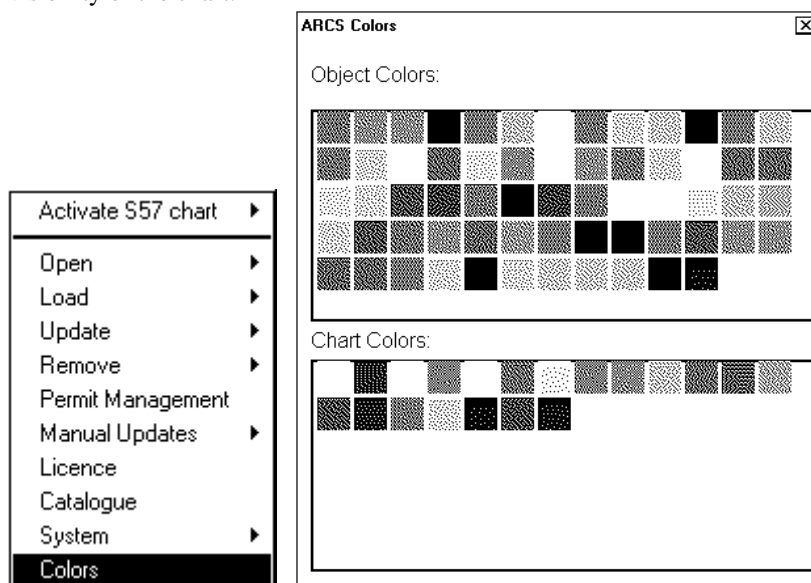 ARCS Colors
Object Colors:
Chart Colors:
Activate S57 chart
Open
Load
Update
Remove
Permit Management
Manual Updates
Licence
Catalogue
System
Colors